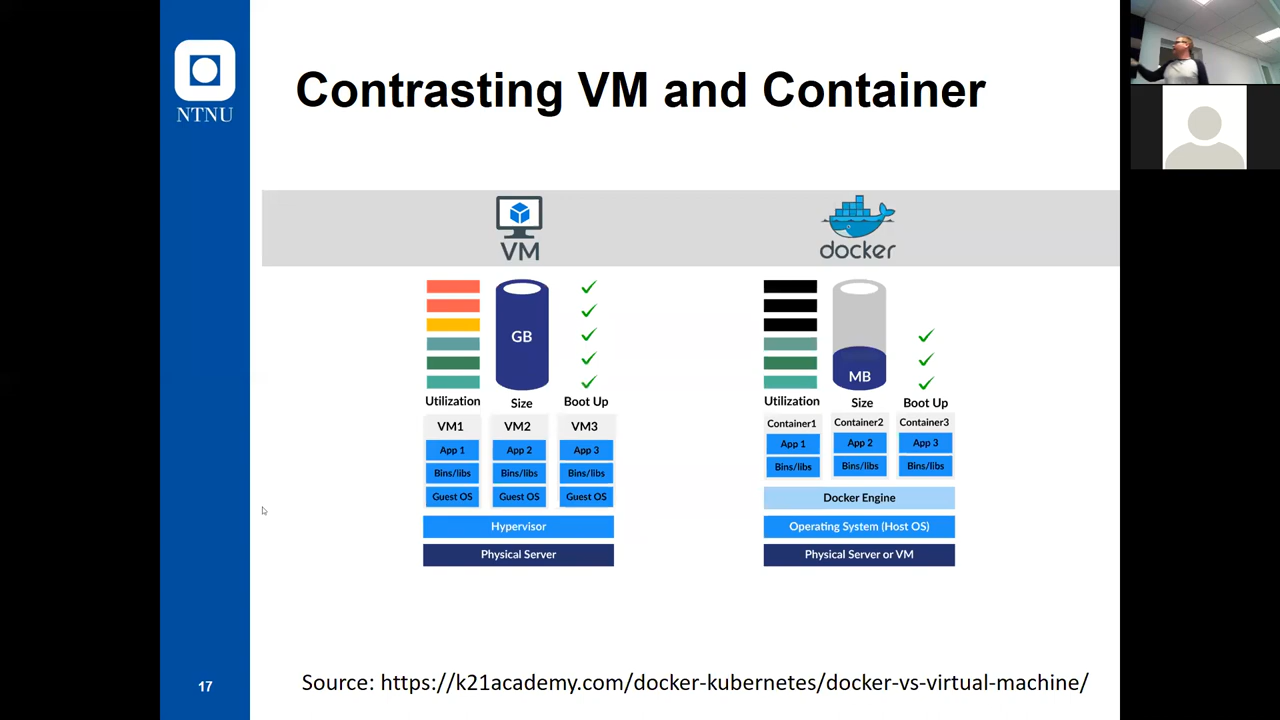 NTNU
Contrasting VM and Container
VM
docker
GB
Utilization
Size
Boot Up
VM1
VM2
VM3
App 1
App 2
App 3
Bins/libs
Bins/libs
Bins/libs
Guest OS
Guest OS
Guest OS
Hypervisor
Physical Server
MB
Utilization
Size
Boot Up
Container1
Container2
Container3
App 1
App 2
App 3
Bins/libs
Bins/libs
Bins/libs
Docker Engine
Operating System (Host OS)
Physical Server or VM
17
Source: https://k21academy.com/docker-kubernetes/docker-vs-virtual-machine/